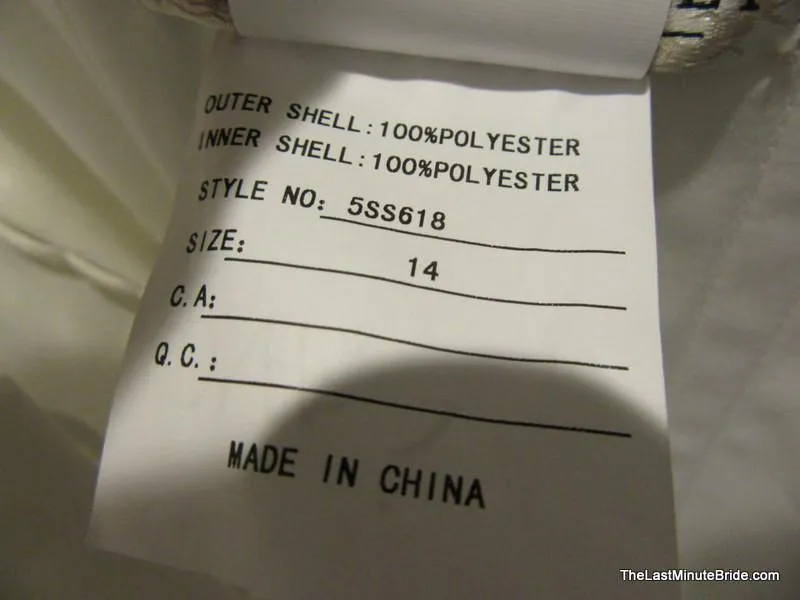 OUTER SHELL:100%POLYESTER
INNER SHELL:100%POLYESTER
STYLE NO: 5SS618
SIZE: 14
C.A:
Q.C.:
MADE IN CHINA
TheLastMinuteBride.com